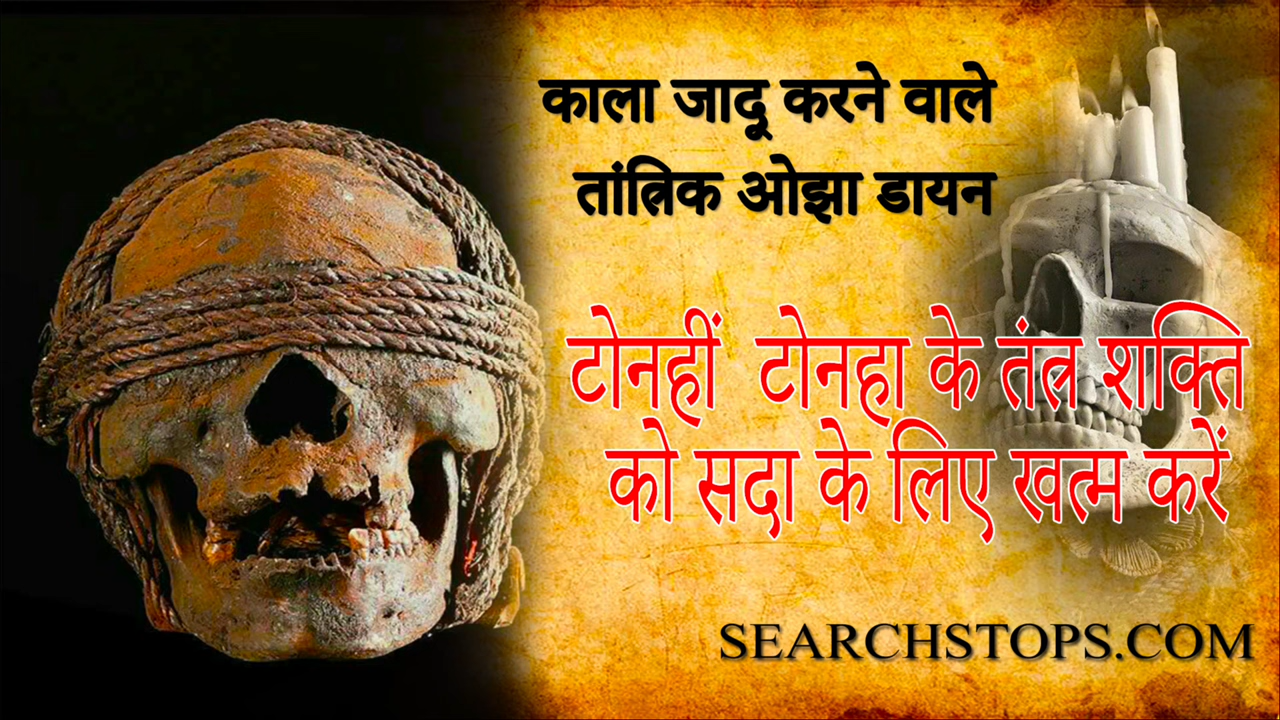 काला जादू करने वाले
तांत्रिक ओझा डायन
टोनहीं टोनहा के तंत्र शक्ति
को सदा के लिए खत्म करें
SEARCHSTOPS.COM